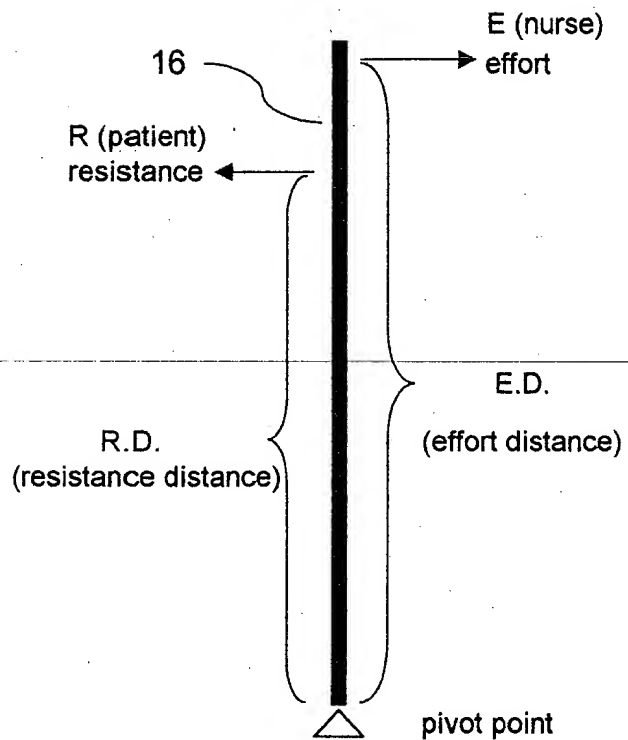 E (nurse)
effort
16
R (patient)
resistance
E.D.
(effort distance)
R.D.
(resistance distance)
pivot point